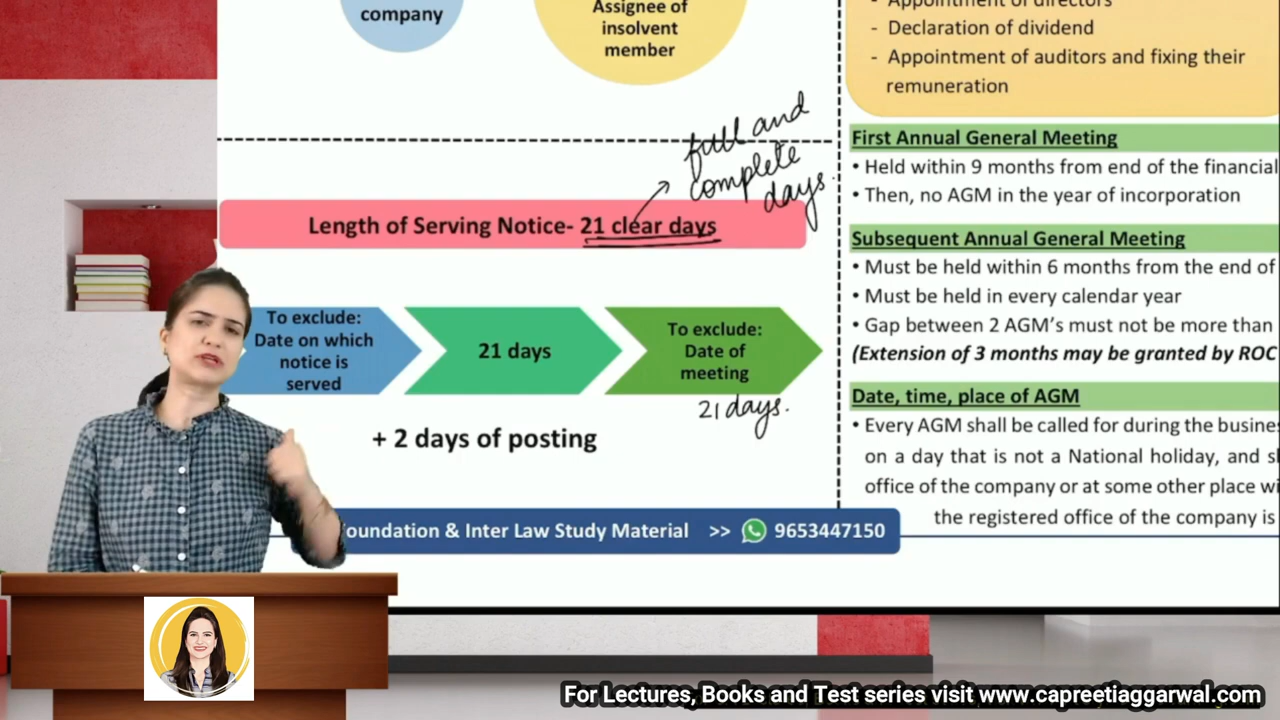 company
Assignee of
insolvent
member
full and
complete
days.
Length of Serving Notice- 21 clear days
To exclude:
Date on which
notice is
served
21 days
To exclude:
Date of
meeting
21 days.
+ 2 days of posting
oundation & Inter Law Study Material >> 9653447150
Appointment of directors
- Declaration of dividend
- Appointment of auditors and fixing their
remuneration
First Annual General Meeting
• Held within 9 months from end of the financial
• Then, no AGM in the year of incorporation
Subsequent Annual General Meeting
• Must be held within 6 months from the end of
• Must be held in every calendar year
• Gap between 2 AGM's must not be more than
(Extension of 3 months may be granted by ROC
Date, time, place of AGM
• Every AGM shall be called for during the busine
on a day that is not a National holiday, and s
office of the company or at some other place wi
the registered office of the company is
For Lectures, Books and Test series visit www.capreetiaggarwal.com